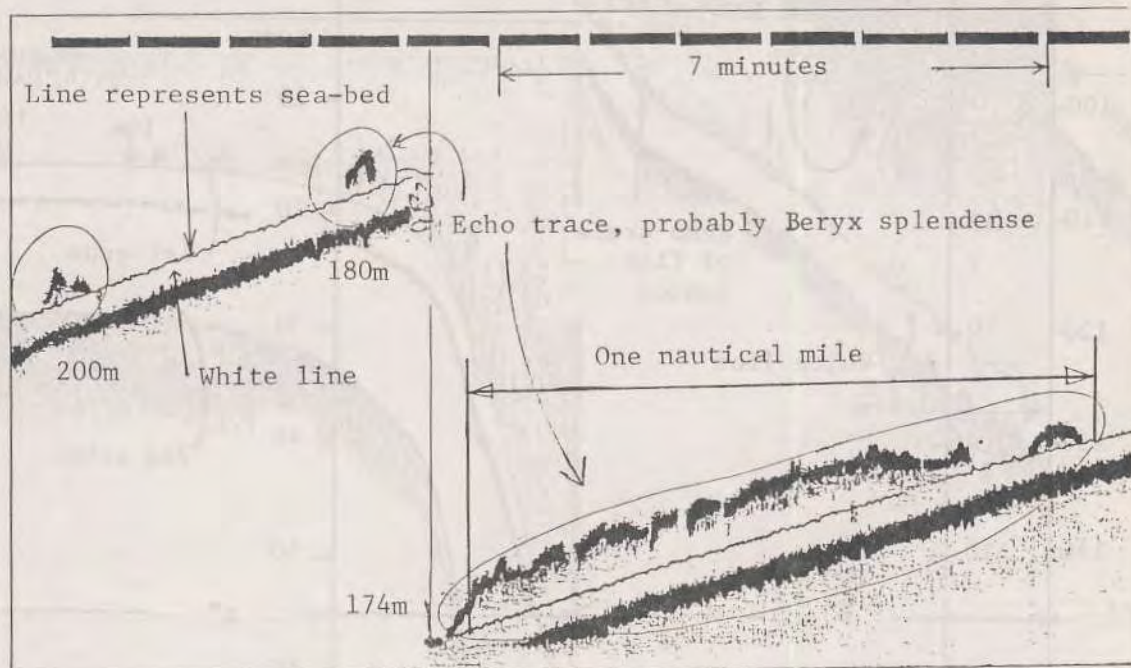 7 minutes
Line represents sea-bed
Echo trace, probably Beryx splendense
180m
One nautical mile
200m
White line
174m